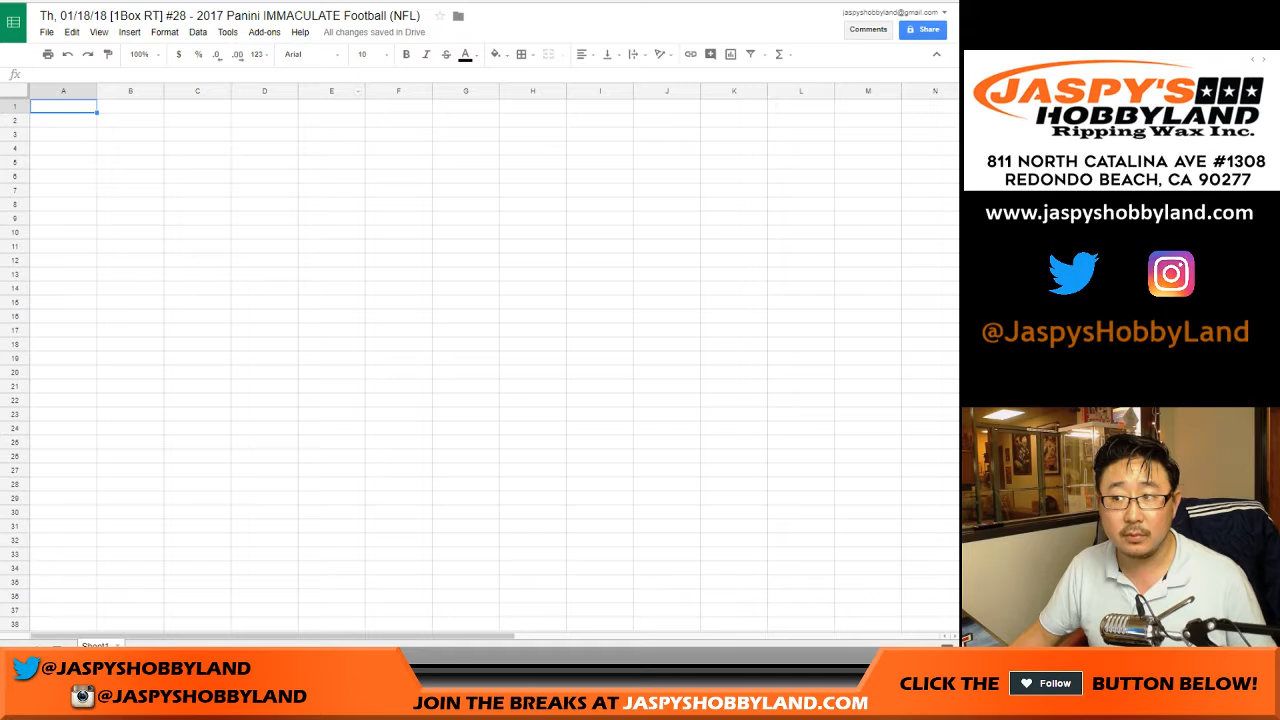 Th, 01/18/18 [1Box RT] #28 - 2017 Panini IMMACULATE Football (NFL)
jaspyshobbyland@gmail.com
File Edit View Insert Format Data Tools Add-ons Help All changes saved in Drive
Comments
Share
100% $ % .0 .00 123 Arial 10 B I S A Σ
fx
A B C D E F G H I J K L M N
1
2
3
4
5
6
7
8
9
10
11
12
13
14
15
16
17
18
19
20
21
22
23
24
25
26
27
28
29
30
31
32
33
34
35
36
37
38
Sheet1
JASPY'S
HOBBYLAND
Ripping Wax Inc.
811 NORTH CATALINA AVE #1308
REDONDO BEACH, CA 90277
www.jaspyshobbyland.com
@JaspysHobbyLand
@JASPYSHOBBYLAND
@JASPYSHOBBYLAND
JOIN THE BREAKS AT JASPYSHOBBYLAND.COM
CLICK THE Follow BUTTON BELOW!